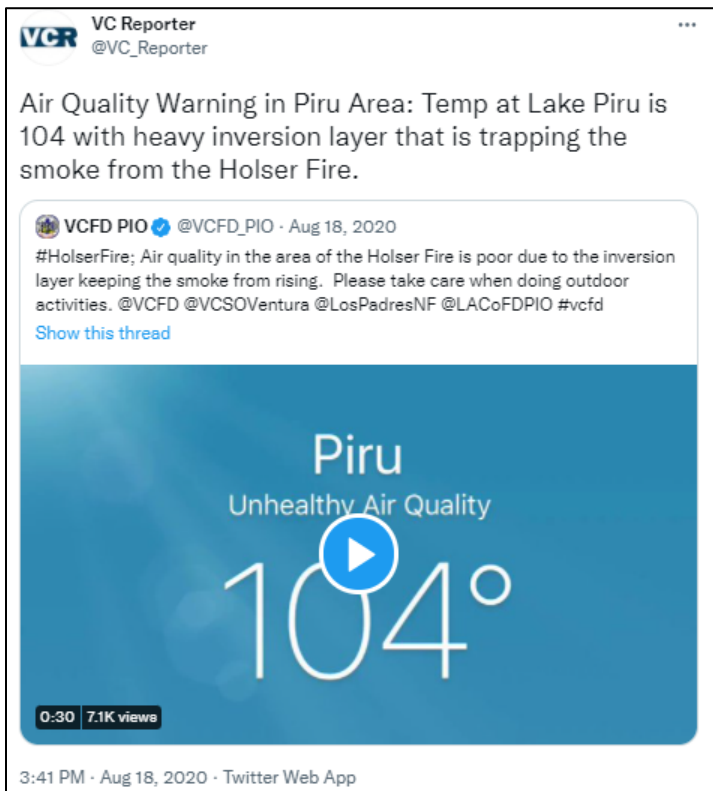 VCR
VC Reporter
@VC_Reporter
Air Quality Warning in Piru Area: Temp at Lake Piru is
104 with heavy inversion layer that is trapping the
smoke from the Holser Fire.
VCFD PIO @VCFD_PIO · Aug 18, 2020
#HolserFire; Air quality in the area of the Holser Fire is poor due to the inversion
layer keeping the smoke from rising.  Please take care when doing outdoor
activities. @VCFD @VCSOVentura @LosPadresNF @LACoFDPIO #vcfd
Show this thread
Piru
Unhealthy Air Quality
104°
0:30 7.1K views
3:41 PM · Aug 18, 2020 · Twitter Web App